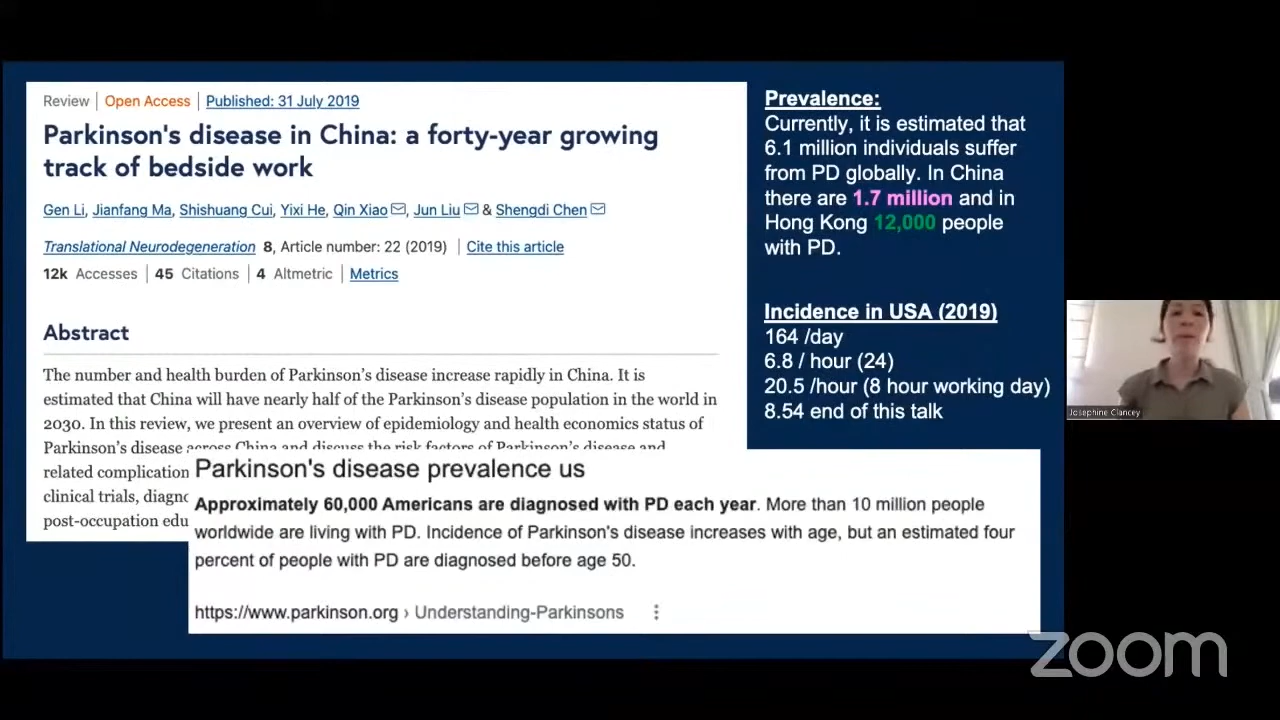 Review | Open Access | Published: 31 July 2019
Parkinson's disease in China: a forty-year growing
track of bedside work
Gen Li, Jianfang Ma, Shishuang Cui, Yixi He, Qin Xiao, Jun Liu & Shengdi Chen
Translational Neurodegeneration 8, Article number: 22 (2019) | Cite this article
12k Accesses | 45 Citations | 4 Altmetric | Metrics
Abstract
The number and health burden of Parkinson's disease increase rapidly in China. It is
estimated that China will have nearly half of the Parkinson's disease population in the world in
2030. In this review, we present an overview of epidemiology and health economics status of
Parkinson's disease across China and discuss the risk factors of Parkinson's disease and
related complication
clinical trials, diagno
post-occupation edu
Parkinson's disease prevalence us
Approximately 60,000 Americans are diagnosed with PD each year. More than 10 million people
worldwide are living with PD. Incidence of Parkinson's disease increases with age, but an estimated four
percent of people with PD are diagnosed before age 50.
https://www.parkinson.org › Understanding-Parkinsons
Prevalence:
Currently, it is estimated that
6.1 million individuals suffer
from PD globally. In China
there are 1.7 million and in
Hong Kong 12,000 people
with PD.
Incidence in USA (2019)
164 /day
6.8 / hour (24)
20.5 /hour (8 hour working day)
8.54 end of this talk
Josephine Clancey
zoom